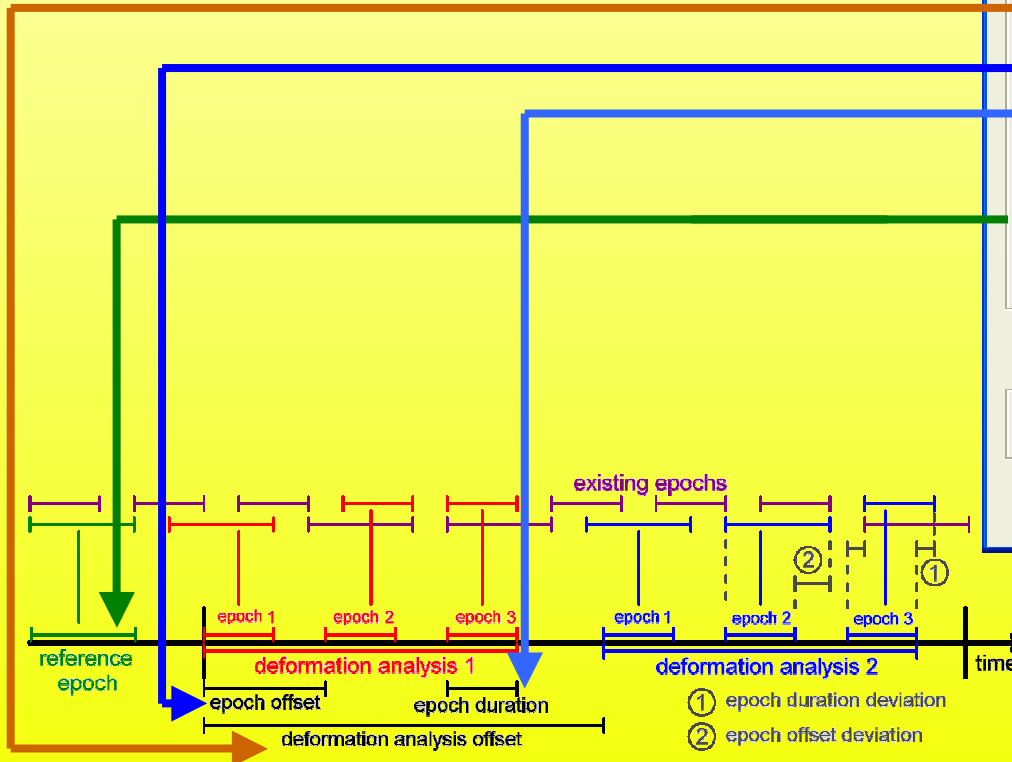 existing epochs
2
1
epoch 1
epoch 2
epoch 3
epoch 1
epoch 2
epoch 3
reference
epoch
deformation analysis 1
deformation analysis 2
time
epoch offset
epoch duration
1 epoch duration deviation
2 epoch offset deviation
deformation analysis offset